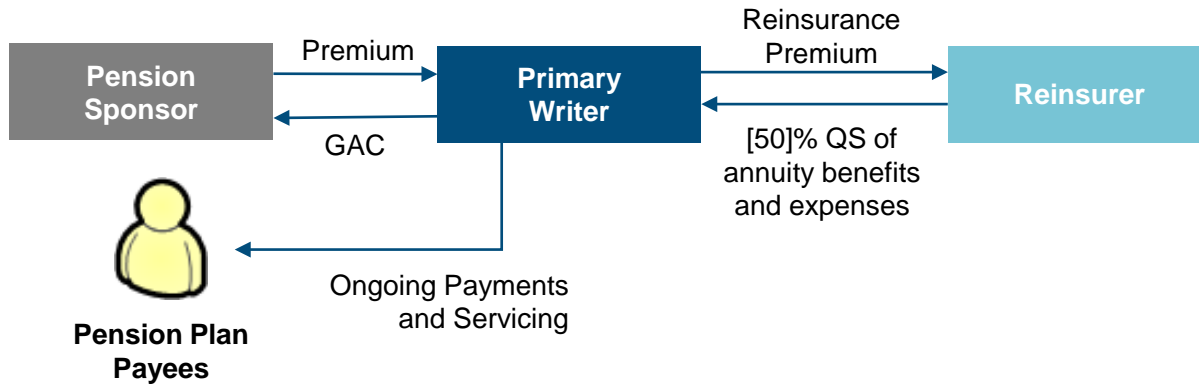 Pension
Sponsor
Premium
GAC
Primary
Writer
Reinsurance
Premium
[50]% QS of
annuity benefits
and expenses
Reinsurer
Ongoing Payments
and Servicing
Pension Plan
Payees